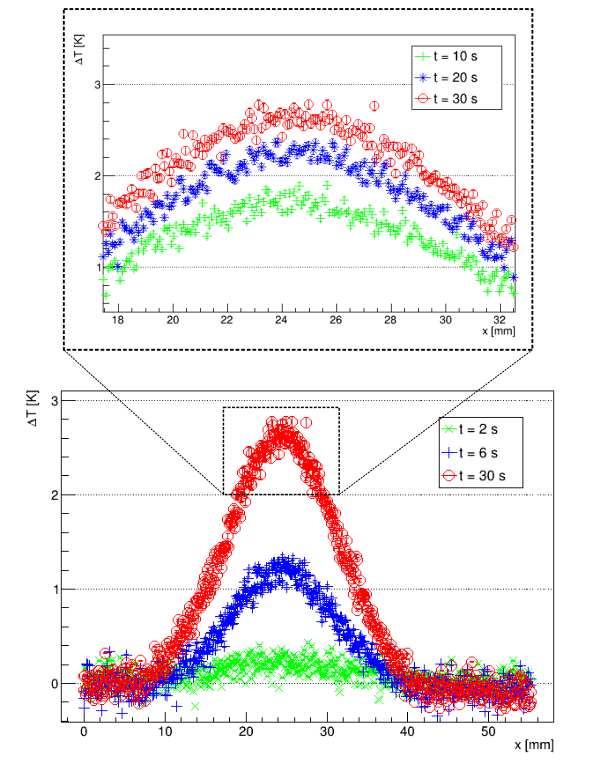 ΔT [K]
t = 10 s
t = 20 s
t = 30 s
3
2
1
18 20 22 24 26 28 30 32
x [mm]
ΔT [K]
t = 2 s
t = 6 s
t = 30 s
3
2
1
0
0 10 20 30 40 50
x [mm]